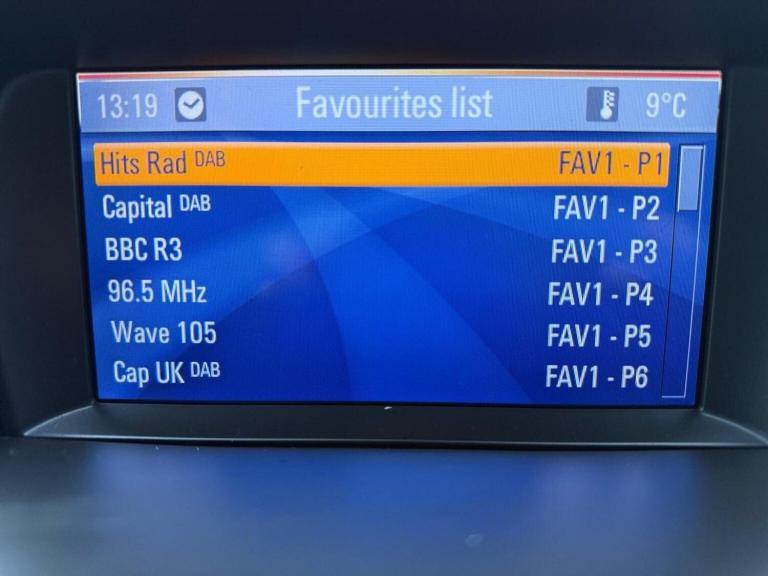 13:19 Favourites list 9°C
Hits Rad DAB FAV1 - P1
Capital DAB FAV1 - P2
BBC R3 FAV1 - P3
96.5 MHz FAV1 - P4
Wave 105 FAV1 - P5
Cap UK DAB FAV1 - P6